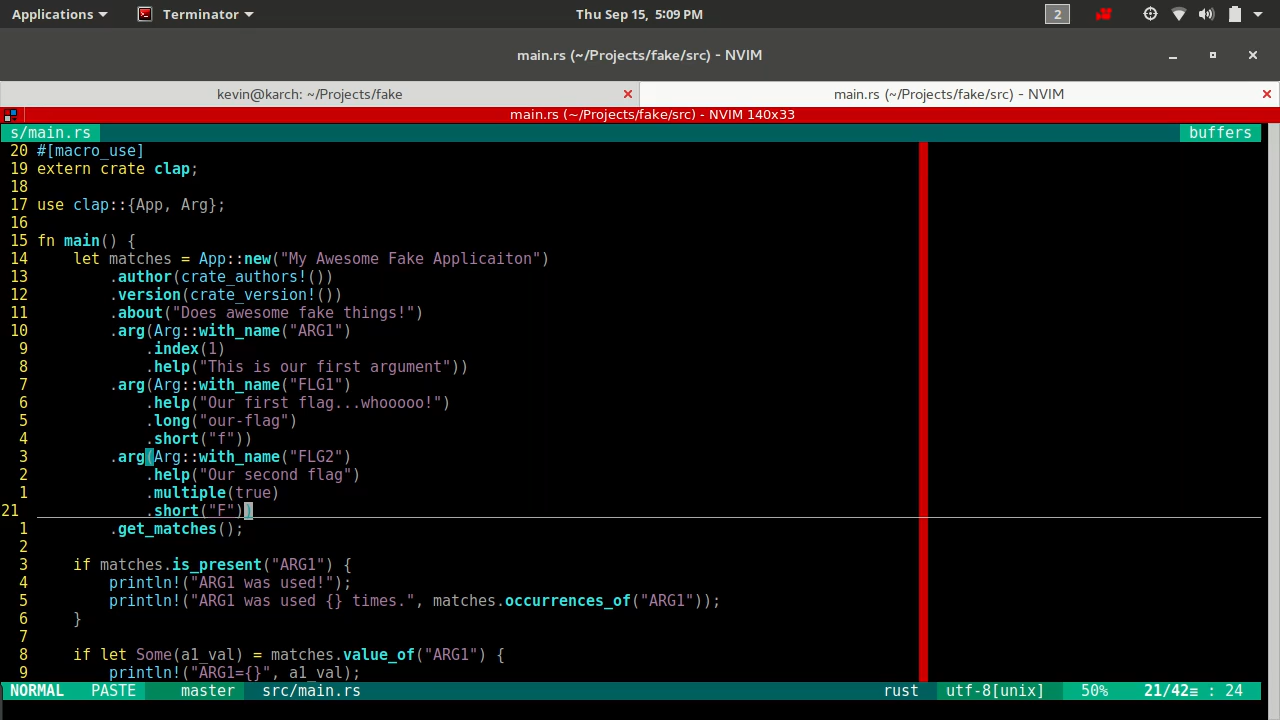 Applications Terminator Thu Sep 15, 5:09 PM 2
main.rs (~/Projects/fake/src) - NVIM
kevin@karch: ~/Projects/fake main.rs (~/Projects/fake/src) - NVIM
main.rs (~/Projects/fake/src) - NVIM 140x33
s/main.rs buffers
20 #[macro_use]
19 extern crate clap;
18
17 use clap::{App, Arg};
16
15 fn main() {
14     let matches = App::new("My Awesome Fake Applicaiton")
13         .author(crate_authors!())
12         .version(crate_version!())
11         .about("Does awesome fake things!")
10         .arg(Arg::with_name("ARG1")
9             .index(1)
8             .help("This is our first argument"))
7         .arg(Arg::with_name("FLG1")
6             .help("Our first flag...whooooo!")
5             .long("our-flag")
4             .short("f"))
3         .arg(Arg::with_name("FLG2")
2             .help("Our second flag")
1             .multiple(true)
21             .short("F"))
1         .get_matches();
2
3     if matches.is_present("ARG1") {
4         println!("ARG1 was used!");
5         println!("ARG1 was used {} times.", matches.occurrences_of("ARG1"));
6     }
7
8     if let Some(a1_val) = matches.value_of("ARG1") {
9         println!("ARG1={}", a1_val);
NORMAL PASTE master src/main.rs rust utf-8[unix] 50% 21/42≡ : 24